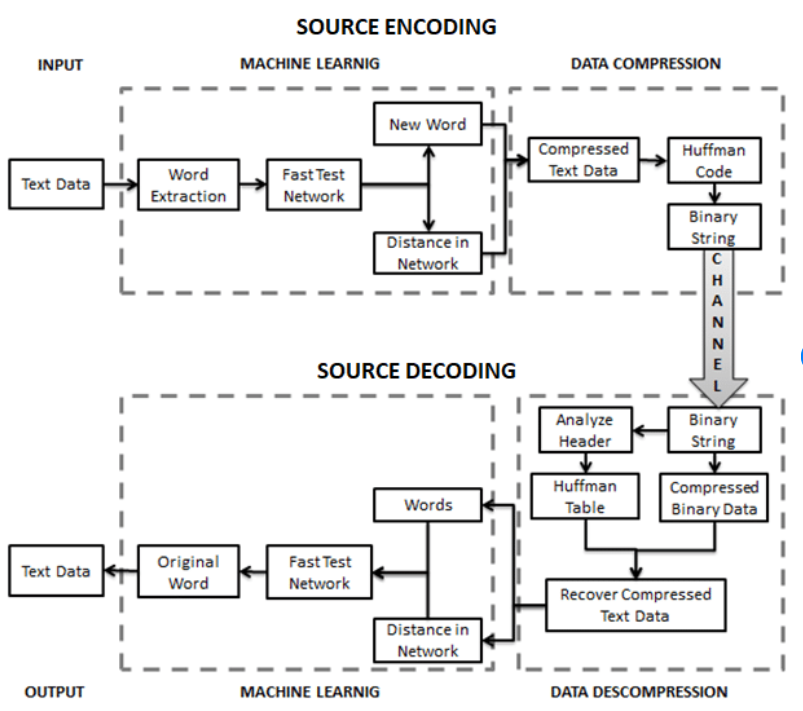 SOURCE ENCODING
INPUT
MACHINE LEARNIG
DATA COMPRESSION
Text Data
Word
Extraction
Fast Test
Network
New Word
Distance in
Network
Compressed
Text Data
Huffman
Code
Binary
String
CHANNEL
SOURCE DECODING
Binary
String
Analyze
Header
Huffman
Table
Compressed
Binary Data
Recover Compressed
Text Data
Words
Distance in
Network
Fast Test
Network
Original
Word
Text Data
OUTPUT
MACHINE LEARNIG
DATA DESCOMPRESSION